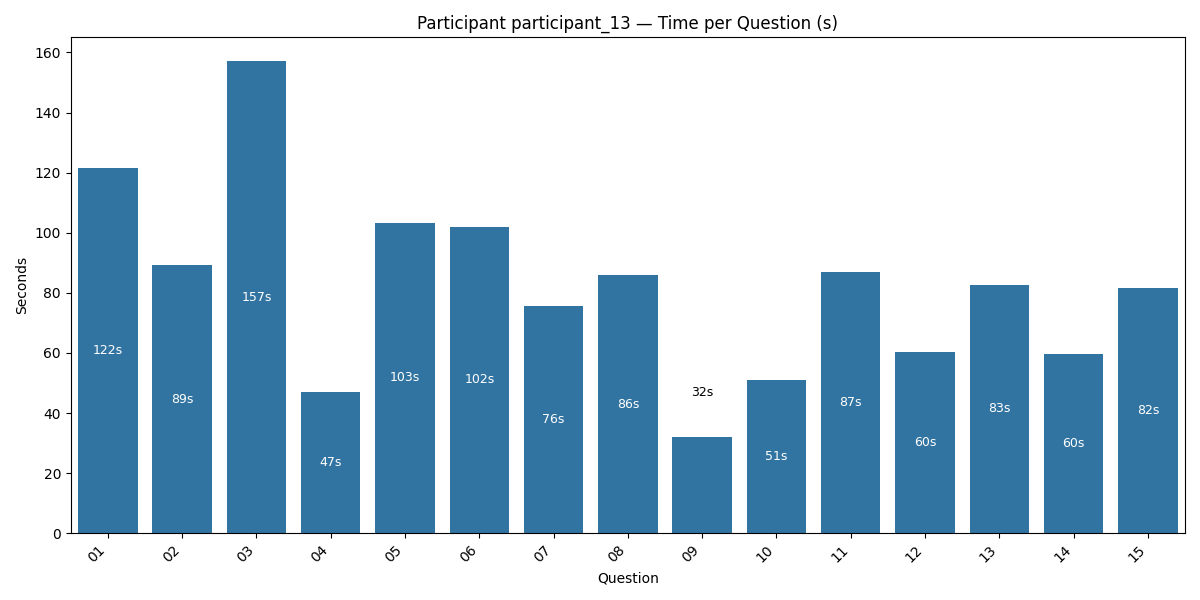 Participant participant_13 — Time per Question (s)
Seconds
160
140
120
100
80
60
40
20
0
122s
89s
157s
47s
103s
102s
76s
86s
32s
51s
87s
60s
83s
60s
82s
01
02
03
04
05
06
07
08
09
10
11
12
13
14
15
Question